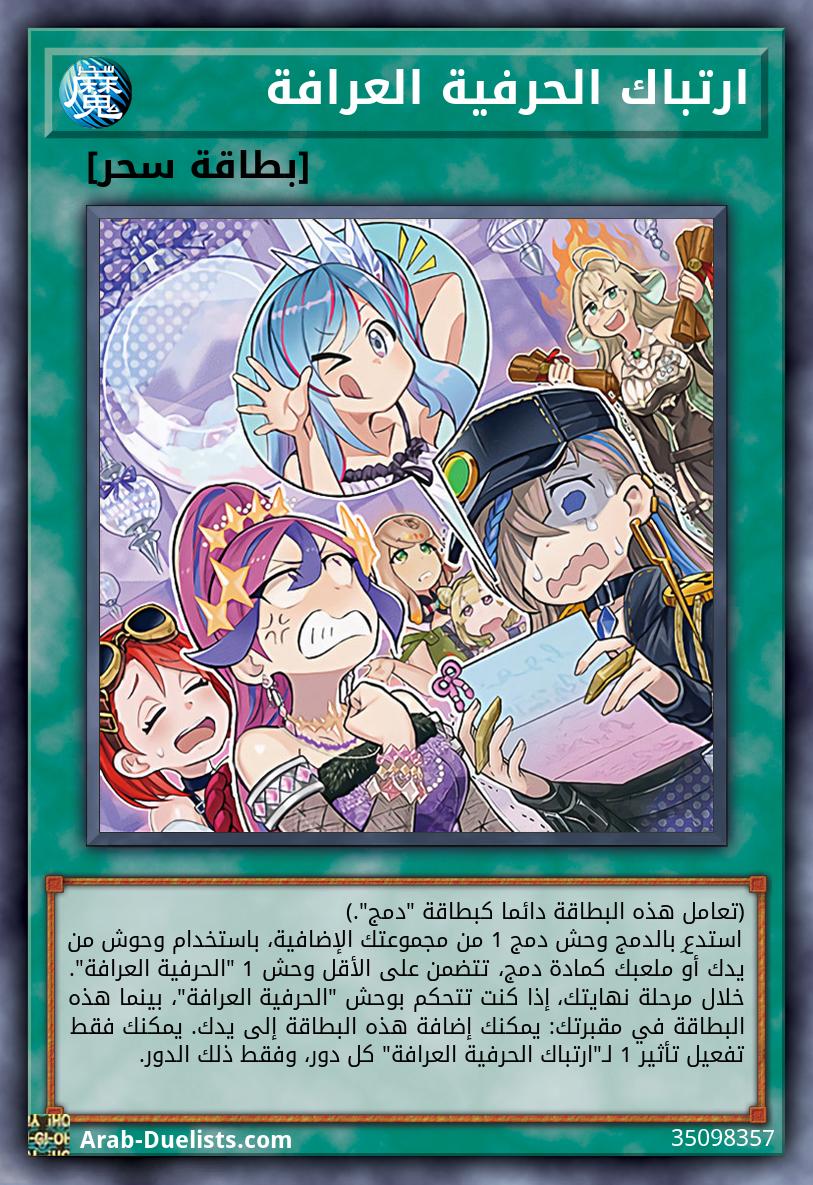 ارتباك الحرفية العرافة
魔
[بطاقة سحر]
(تعامل هذه البطاقة دائما كبطاقة "دمج".)
استدعِ بالدمج وحش دمج 1 من مجموعتك الإضافية، باستخدام وحوش من
يدك أو ملعبك كمادة دمج، تتضمن على الأقل وحش 1 "الحرفية العرافة".
خلال مرحلة نهايتك، إذا كنت تتحكم بوحش "الحرفية العرافة"، بينما هذه
البطاقة في مقبرتك: يمكنك إضافة هذه البطاقة إلى يدك. يمكنك فقط
تفعيل تأثير 1 لـ"ارتباك الحرفية العرافة" كل دور، وفقط ذلك الدور.
Arab-Duelists.com
35098357